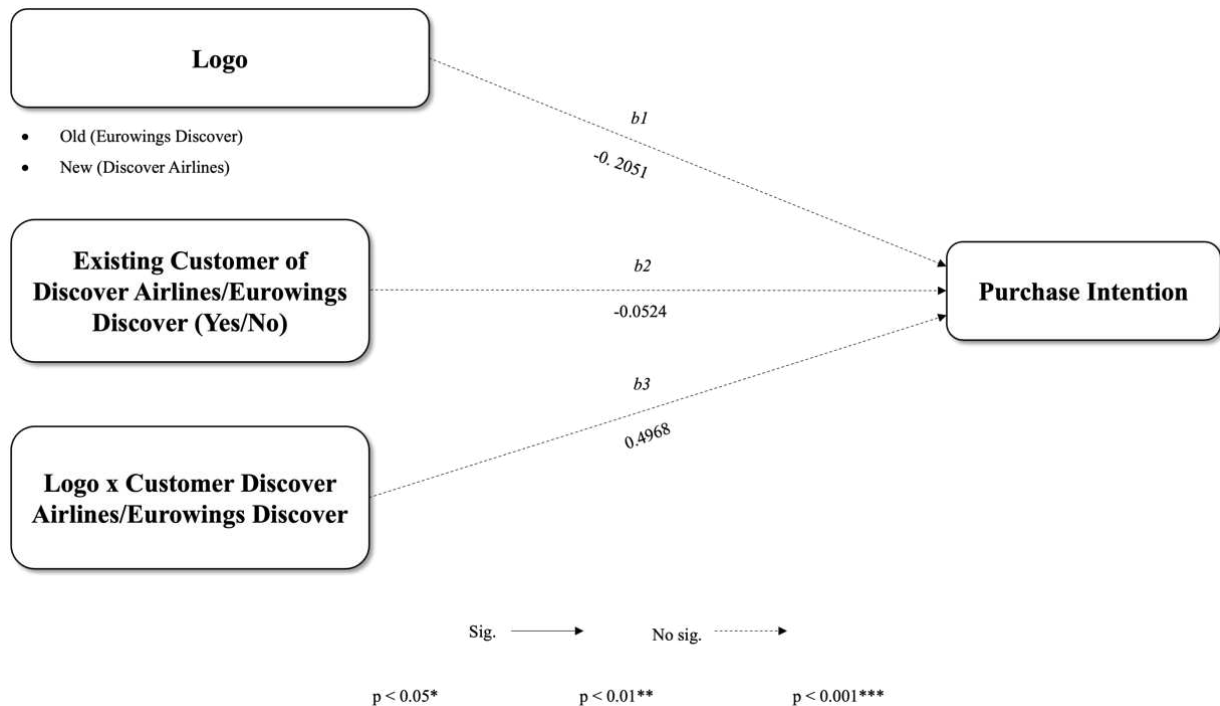 Logo
• Old (Eurowings Discover)
• New (Discover Airlines)
b1
-0. 2051
Existing Customer of
Discover Airlines/Eurowings
Discover (Yes/No)
b2
-0.0524
Purchase Intention
b3
0.4968
Logo x Customer Discover
Airlines/Eurowings Discover
Sig.
No sig.
p < 0.05*
p < 0.01**
p < 0.001***